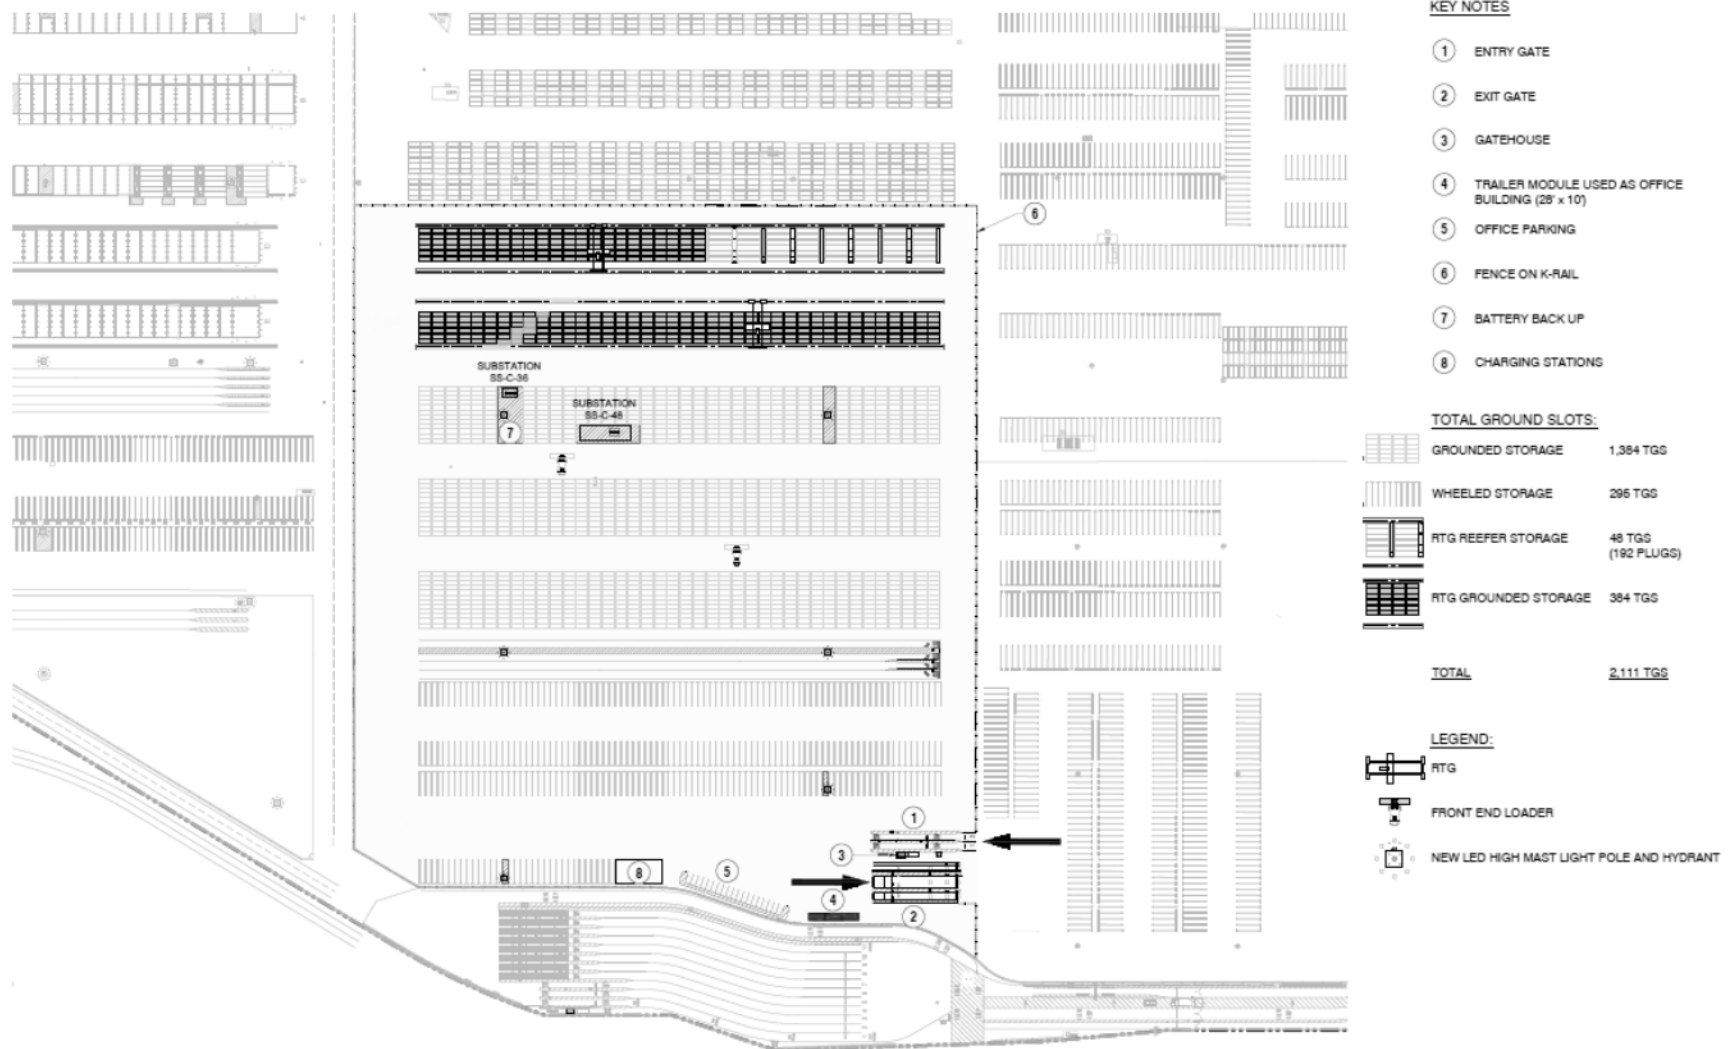 KEY NOTES
1 ENTRY GATE
2 EXIT GATE
3 GATEHOUSE
4 TRAILER MODULE USED AS OFFICE
BUILDING (28' x 10')
5 OFFICE PARKING
6 FENCE ON K-RAIL
7 BATTERY BACK UP
8 CHARGING STATIONS
TOTAL GROUND SLOTS:
GROUNDED STORAGE 1,384 TGS
WHEELED STORAGE 295 TGS
RTG REEFER STORAGE 48 TGS
(192 PLUGS)
RTG GROUNDED STORAGE 384 TGS
TOTAL 2,111 TGS
LEGEND:
RTG
FRONT END LOADER
NEW LED HIGH MAST LIGHT POLE AND HYDRANT
6
SUBSTATION
SS-C-36
SUBSTATION
SS-C-48
7
1
3
8
5
4
2